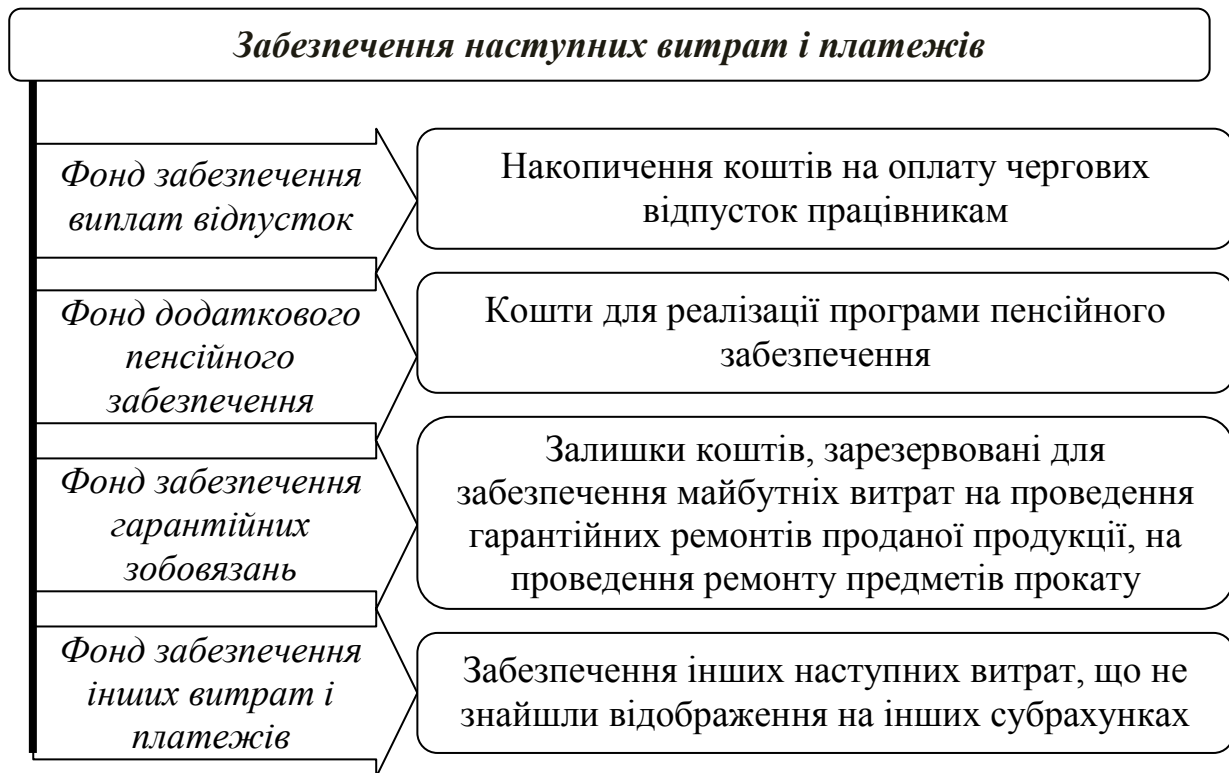 Забезпечення наступних витрат і платежів
Фонд забезпечення
виплат відпусток
Накопичення коштів на оплату чергових
відпусток працівникам
Фонд додаткового
пенсійного
забезпечення
Кошти для реалізації програми пенсійного
забезпечення
Фонд забезпечення
гарантійних
зобовязань
Залишки коштів, зарезервовані для
забезпечення майбутніх витрат на проведення
гарантійних ремонтів проданої продукції, на
проведення ремонту предметів прокату
Фонд забезпечення
інших витрат і
платежів
Забезпечення інших наступних витрат, що не
знайшли відображення на інших субрахунках